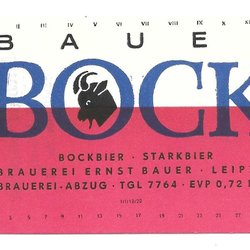 BAUE
BOCK
BOCKBIER · STARKBIER
BRAUEREI ERNST BAUER · LEIP
BRAUEREI-ABZUG · TGL 7764 · EVP 0,72